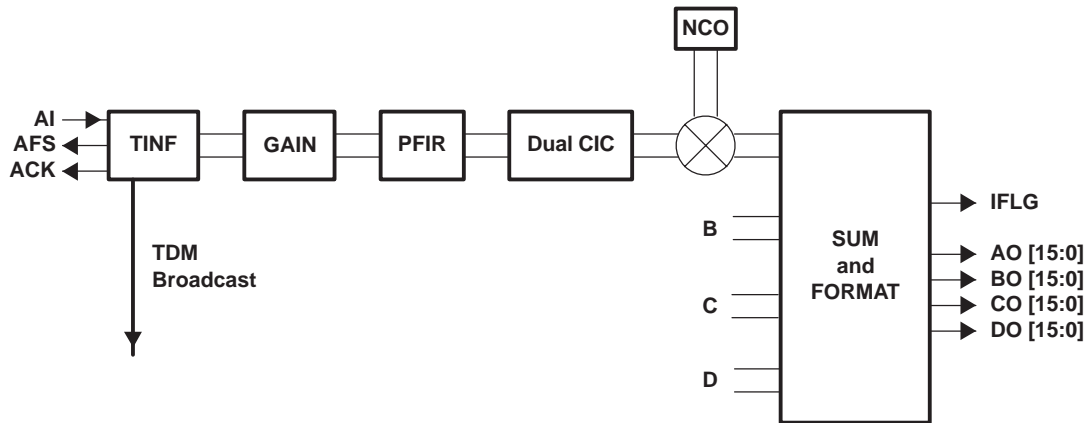 NCO
AI
AFS
ACK
TINF
GAIN
PFIR
Dual CIC
TDM
Broadcast
B
C
D
SUM
and
FORMAT
IFLG
AO [15:0]
BO [15:0]
CO [15:0]
DO [15:0]